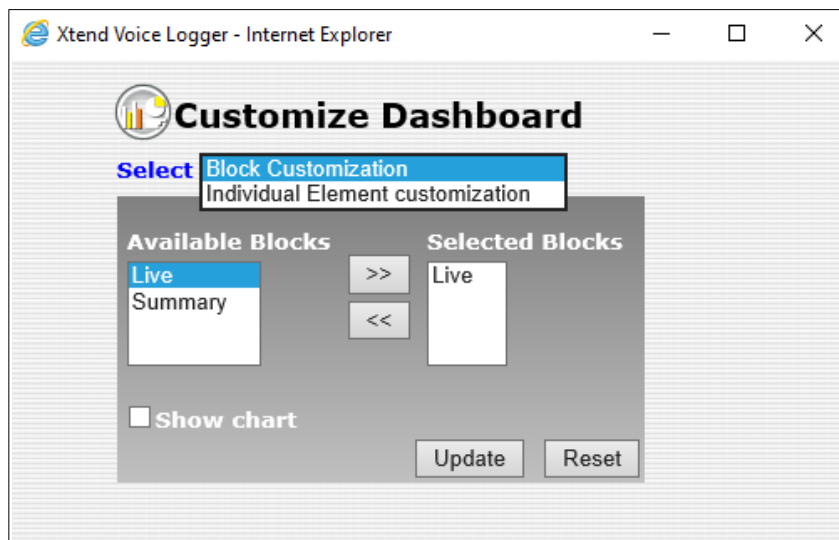 Xtend Voice Logger - Internet Explorer
Customize Dashboard
Select Block Customization
Individual Element customization
Available Blocks Selected Blocks
Live >> Live
Summary
<<
Show chart
Update Reset